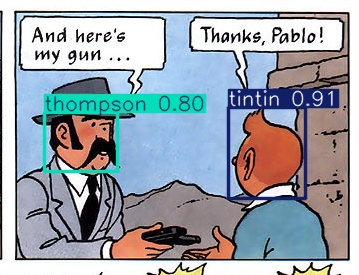 And here's
my gun ...
Thanks, Pablo!
thompson 0.80
tintin 0.91